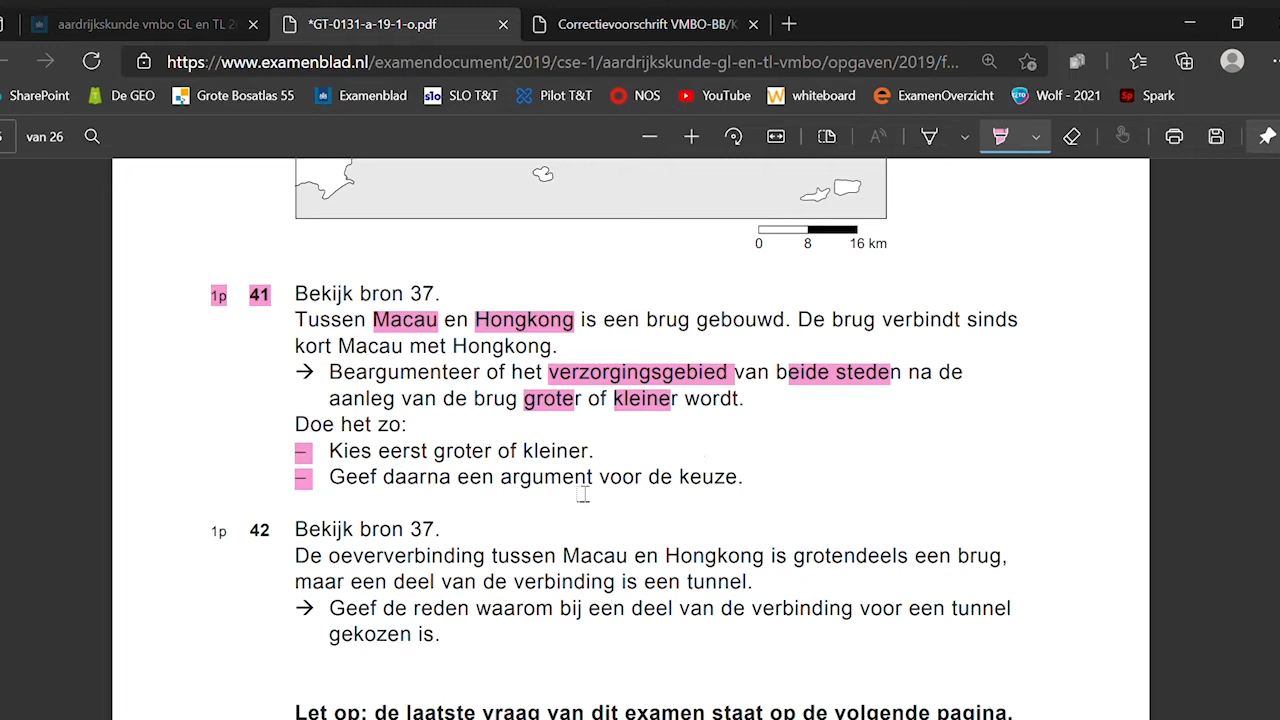 aardrijkskunde vmbo GL en TL 2
*GT-0131-a-19-1-o.pdf
Correctievoorschrift VMBO-BB/K
https://www.examenblad.nl/examendocument/2019/cse-1/aardrijkskunde-gl-en-tl-vmbo/opgaven/2019/f...
SharePoint
De GEO
Grote Bosatlas 55
Examenblad
slo SLO T&T
Pilot T&T
NOS
YouTube
W whiteboard
e ExamenOverzicht
Wolf - 2021
Sp Spark
van 26
0 8 16 km
1p 41 Bekijk bron 37.
Tussen Macau en Hongkong is een brug gebouwd. De brug verbindt sinds
kort Macau met Hongkong.
→ Beargumenteer of het verzorgingsgebied van beide steden na de
aanleg van de brug groter of kleiner wordt.
Doe het zo:
– Kies eerst groter of kleiner.
– Geef daarna een argument voor de keuze.
1p 42 Bekijk bron 37.
De oeververbinding tussen Macau en Hongkong is grotendeels een brug,
maar een deel van de verbinding is een tunnel.
→ Geef de reden waarom bij een deel van de verbinding voor een tunnel
gekozen is.
Let op: de laatste vraag van dit examen staat op de volgende pagina.